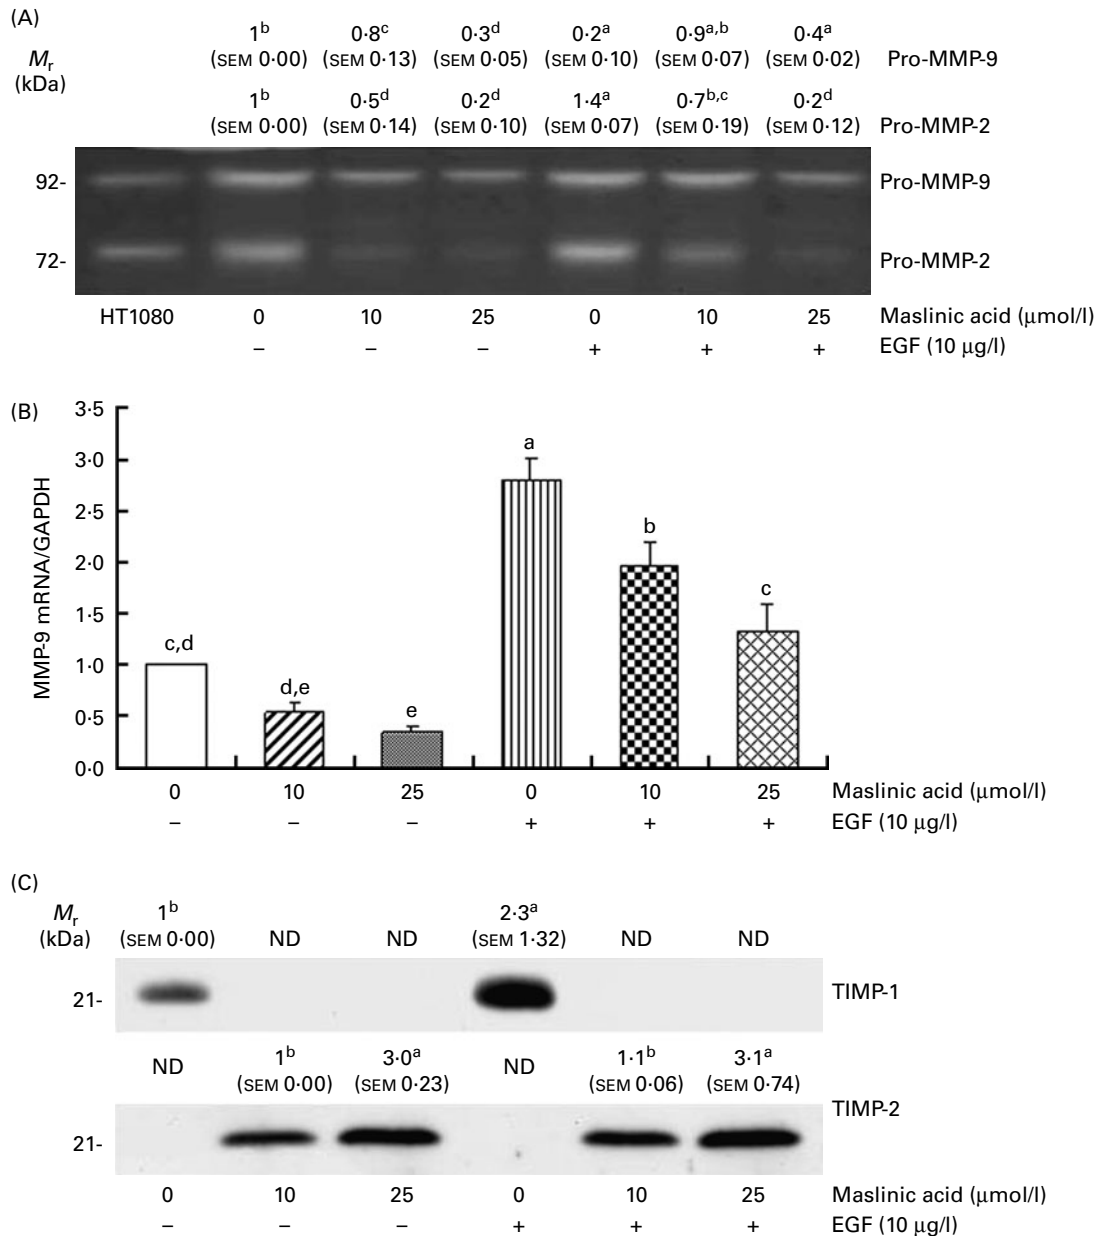 (A)
Mr (kDa)
1b 0·8c 0·3d 0·2a 0·9a,b 0·4a
(SEM 0·00) (SEM 0·13) (SEM 0·05) (SEM 0·10) (SEM 0·07) (SEM 0·02) Pro-MMP-9
1b 0·5d 0·2d 1·4a 0·7b,c 0·2d
(SEM 0·00) (SEM 0·14) (SEM 0·10) (SEM 0·07) (SEM 0·19) (SEM 0·12) Pro-MMP-2
92- Pro-MMP-9
72- Pro-MMP-2
HT1080 0 10 25 0 10 25 Maslinic acid (μmol/l)
– – – + + + EGF (10 μg/l)
(B)
MMP-9 mRNA/GAPDH
3·5
3·0
2·5
2·0
1·5
1·0
0·5
0·0
c,d d,e e a b c
0 10 25 0 10 25 Maslinic acid (μmol/l)
– – – + + + EGF (10 μg/l)
(C)
Mr (kDa)
1b 2·3a
(SEM 0·00) ND ND (SEM 1·32) ND ND
21- TIMP-1
ND 1b 3·0a ND 1·1b 3·1a
(SEM 0·00) (SEM 0·23) (SEM 0·06) (SEM 0·74)
TIMP-2
21-
0 10 25 0 10 25 Maslinic acid (μmol/l)
– – – + + + EGF (10 μg/l)